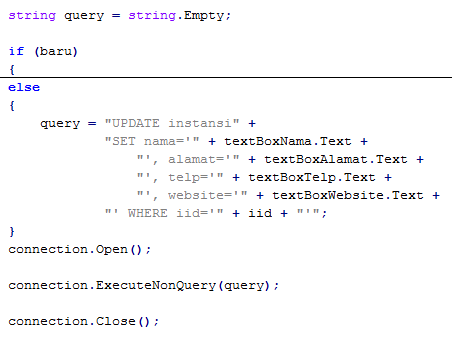 string query = string.Empty;
if (baru)
{
else
{
query = "UPDATE instansi" +
"SET nama='" + textBoxNama.Text +
"', alamat='" + textBoxAlamat.Text +
"', telp='" + textBoxTelp.Text +
"', website='" + textBoxWebsite.Text +
"' WHERE iid='" + iid + "'";
}
connection.Open();
connection.ExecuteNonQuery(query);
connection.Close();